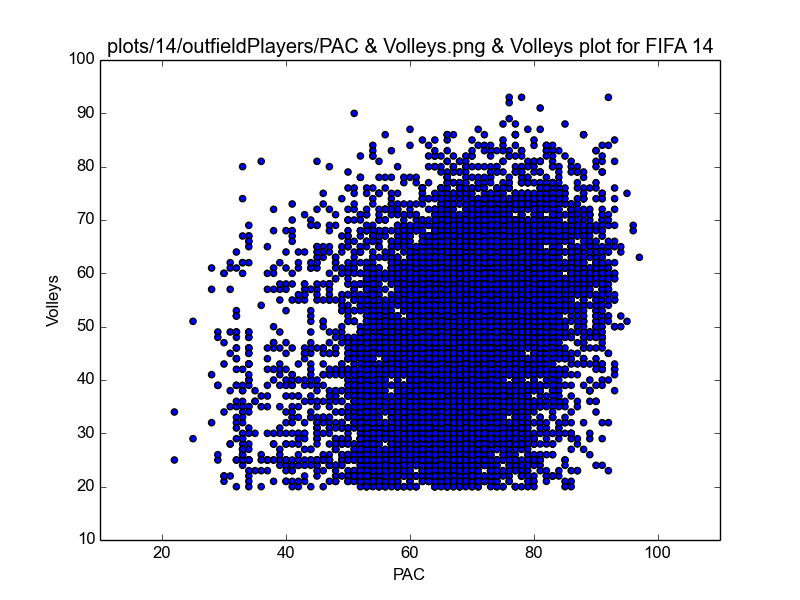 plots/14/outfieldPlayers/PAC & Volleys.png & Volleys plot for FIFA 14
100
90
80
70
60
50
40
30
20
10
Volleys
20 40 60 80 100
PAC